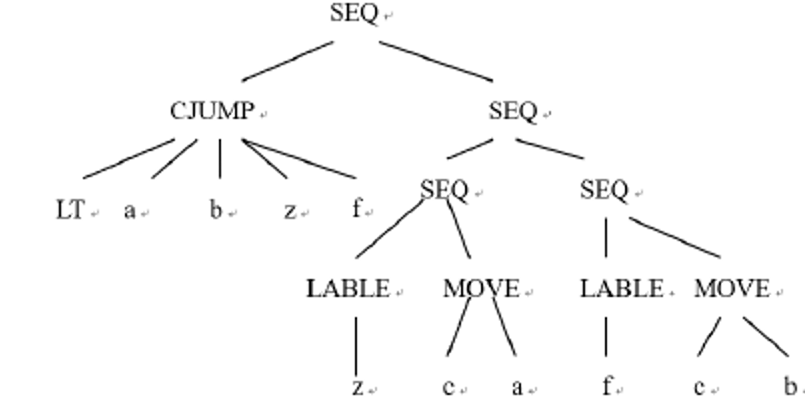 SEQ
CJUMP SEQ
LT a b z f SEQ SEQ
LABLE MOVE LABLE MOVE
z c a f c b